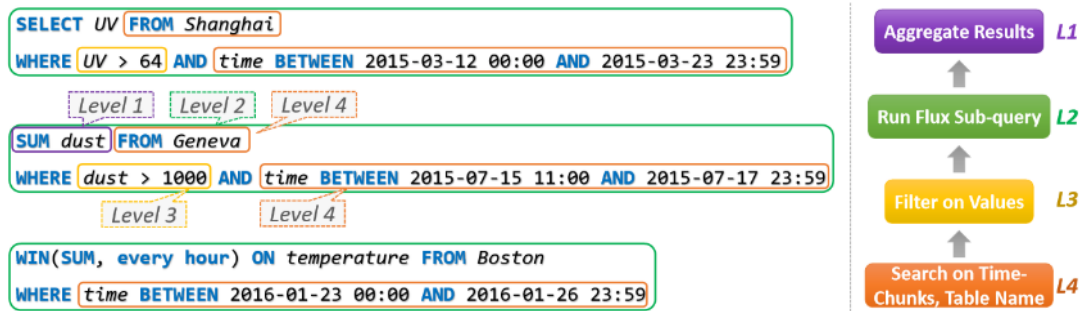 SELECT UV FROM Shanghai
WHERE UV > 64 AND time BETWEEN 2015-03-12 00:00 AND 2015-03-23 23:59
Level 1 Level 2 Level 4
SUM dust FROM Geneva
WHERE dust > 1000 AND time BETWEEN 2015-07-15 11:00 AND 2015-07-17 23:59
Level 3 Level 4
WIN(SUM, every hour) ON temperature FROM Boston
WHERE time BETWEEN 2016-01-23 00:00 AND 2016-01-26 23:59
Aggregate Results L1
Run Flux Sub-query L2
Filter on Values L3
Search on Time-
Chunks, Table Name L4